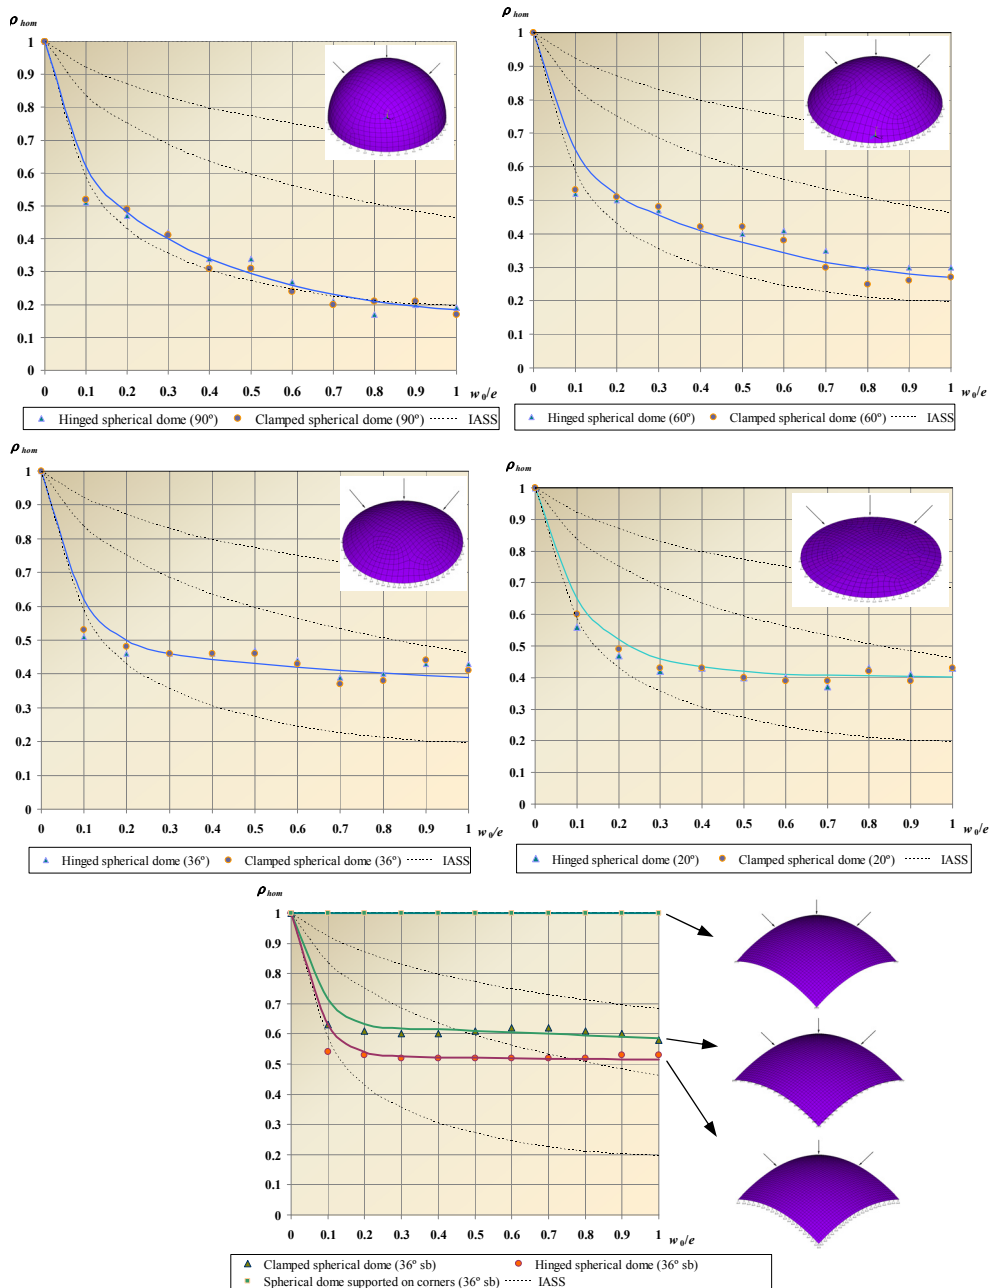 ρ hom
1
0.9
0.8
0.7
0.6
0.5
0.4
0.3
0.2
0.1
0
0 0.1 0.2 0.3 0.4 0.5 0.6 0.7 0.8 0.9 1
w₀/e
Hinged spherical dome (90º) Clamped spherical dome (90º) IASS
ρ hom
1
0.9
0.8
0.7
0.6
0.5
0.4
0.3
0.2
0.1
0
0 0.1 0.2 0.3 0.4 0.5 0.6 0.7 0.8 0.9 1
w₀/e
Hinged spherical dome (60º) Clamped spherical dome (60º) IASS
ρ hom
1
0.9
0.8
0.7
0.6
0.5
0.4
0.3
0.2
0.1
0
0 0.1 0.2 0.3 0.4 0.5 0.6 0.7 0.8 0.9 1
w₀/e
Hinged spherical dome (36º) Clamped spherical dome (36º) IASS
ρ hom
1
0.9
0.8
0.7
0.6
0.5
0.4
0.3
0.2
0.1
0
0 0.1 0.2 0.3 0.4 0.5 0.6 0.7 0.8 0.9 1
w₀/e
Hinged spherical dome (20º) Clamped spherical dome (20º) IASS
ρ hom
1
0.9
0.8
0.7
0.6
0.5
0.4
0.3
0.2
0.1
0
0 0.1 0.2 0.3 0.4 0.5 0.6 0.7 0.8 0.9 1
w₀/e
Clamped spherical dome (36º sb) Hinged spherical dome (36º sb)
Spherical dome supported on corners (36º sb) IASS